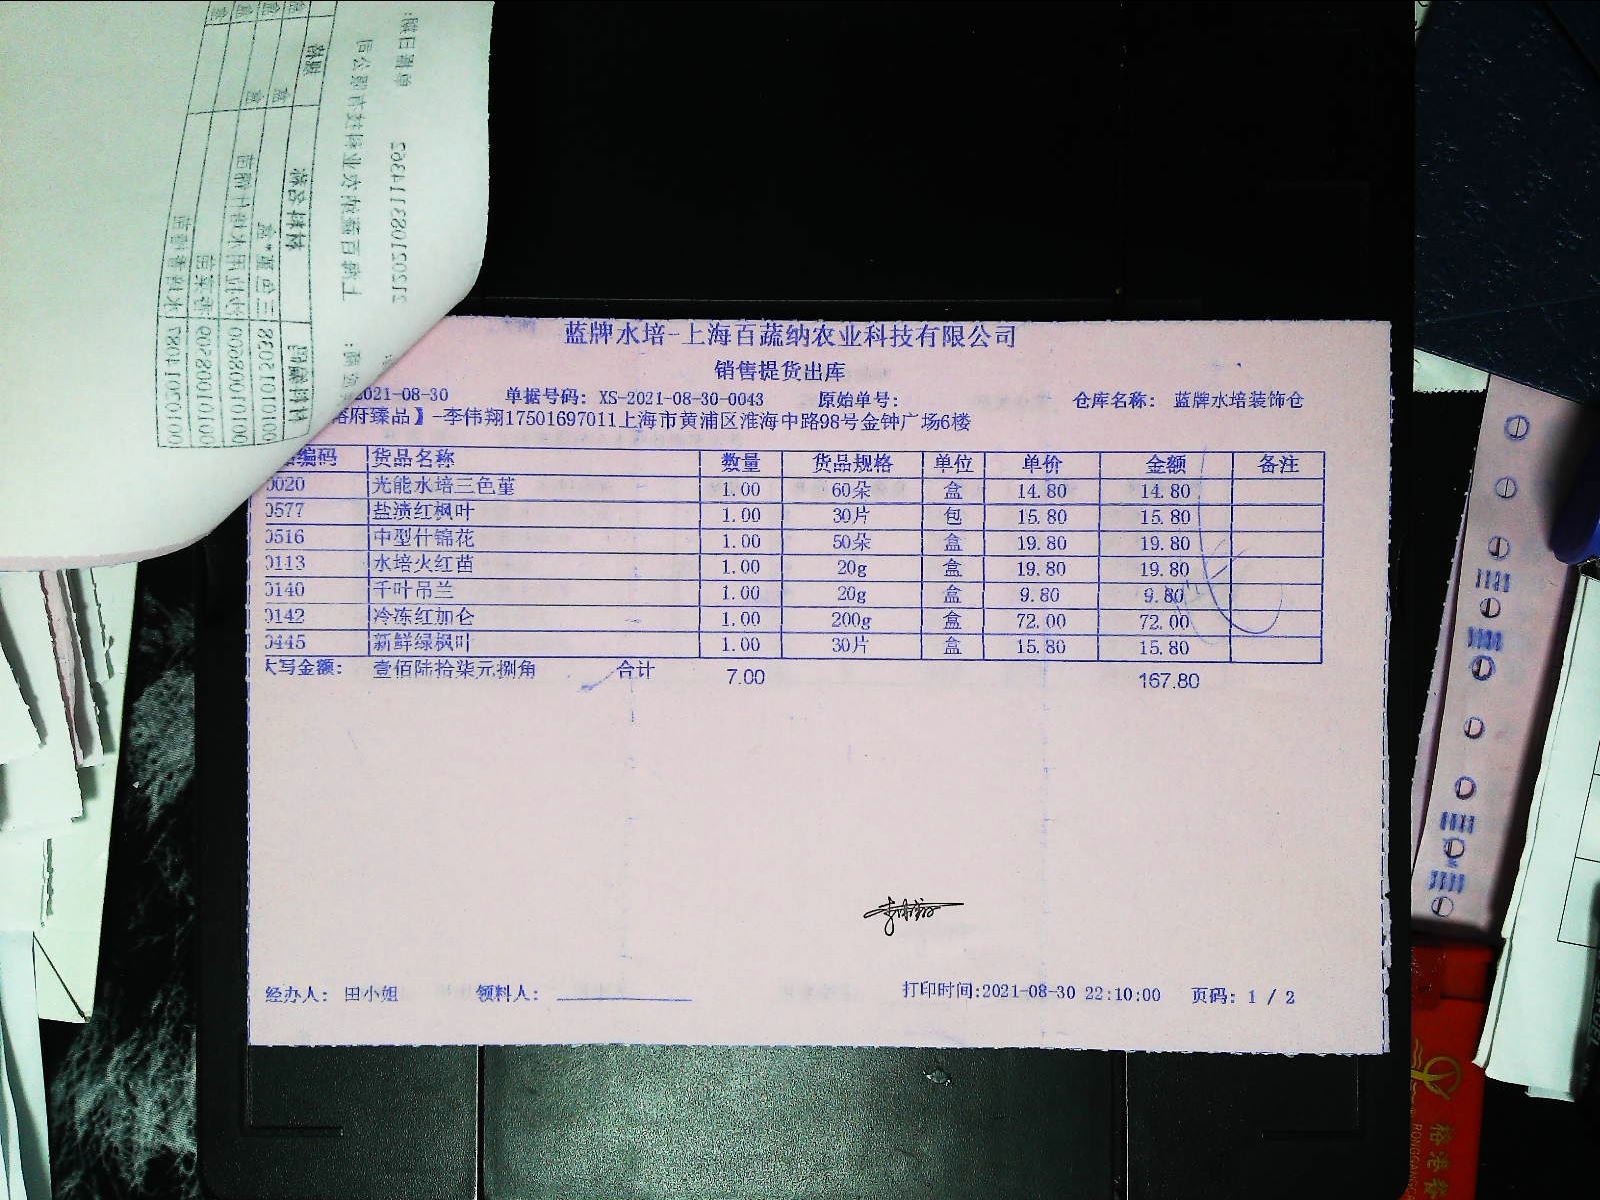 蓝牌水培-上海百蔬纳农业科技有限公司
销售提货出库
2021-08-30 单据号码: XS-2021-08-30-0043 原始单号: 仓库名称: 蓝牌水培装饰仓
府臻品】-李伟翔17501697011上海市黄浦区淮海中路98号金钟广场6楼
编码 货品名称 数量 货品规格 单位 单价 金额 备注
0020 光能水培三色堇 1.00 60朵 盒 14.80 14.80
0577 盐渍红枫叶 1.00 30片 包 15.80 15.80
0516 中型什锦花 1.00 50朵 盒 19.80 19.80
0113 水培火红苗 1.00 20g 盒 19.80 19.80
0140 千叶吊兰 1.00 20g 盒 9.80 9.80
0142 冷冻红加仑 1.00 200g 盒 72.00 72.00
0445 新鲜绿枫叶 1.00 30片 盒 15.80 15.80
大写金额: 壹佰陆拾柒元捌角 合计 7.00 167.80
经办人: 田小姐 领料人: 打印时间:2021-08-30 22:10:00 页码: 1 / 2